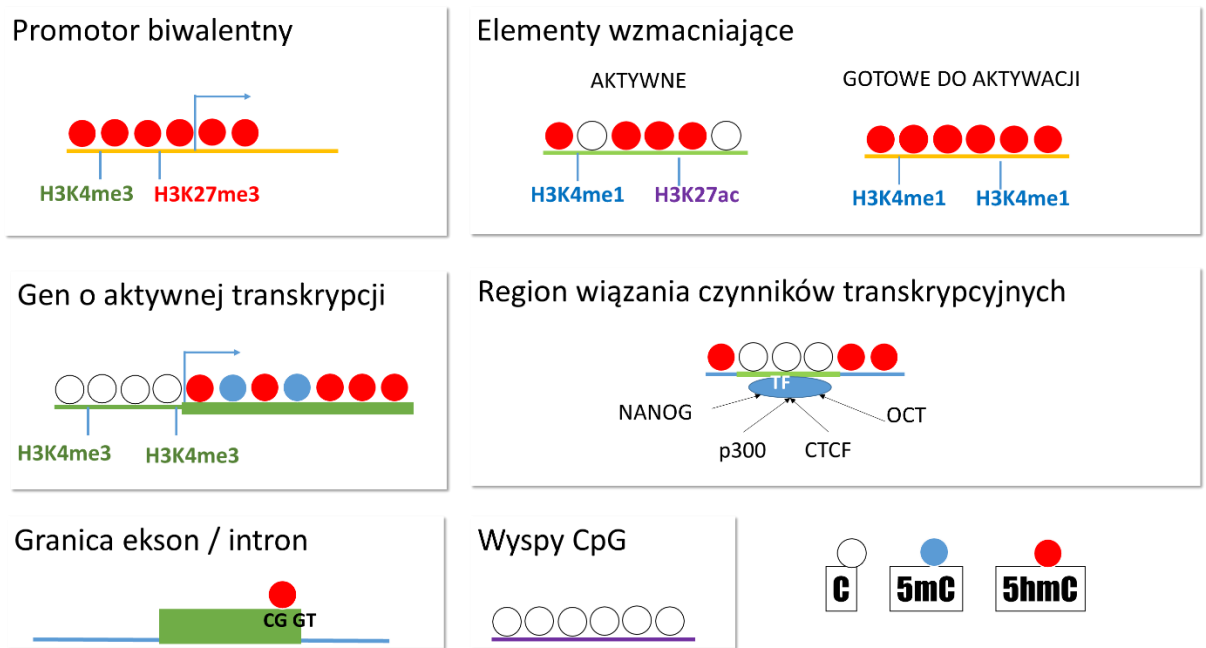 Promotor biwalentny
H3K4me3 H3K27me3
Elementy wzmacniające
AKTYWNE
GOTOWE DO AKTYWACJI
H3K4me1 H3K27ac
H3K4me1 H3K4me1
Gen o aktywnej transkrypcji
H3K4me3 H3K4me3
Region wiązania czynników transkrypcyjnych
TF
NANOG
OCT
p300 CTCF
Granica ekson / intron
CG GT
Wyspy CpG
C 5mC 5hmC